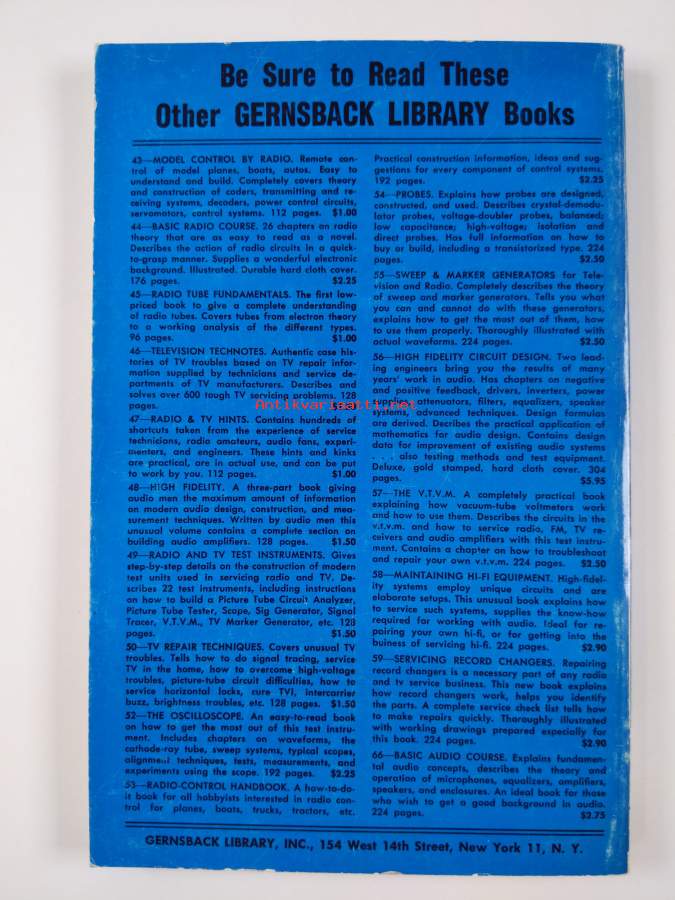 Be Sure to Read These
Other GERNSBACK LIBRARY Books
43—MODEL CONTROL BY RADIO. Remote con-
trol of model planes, boats, autos. Easy to
understand and build. Completely covers theory
and construction of coders, transmitting and re-
ceiving systems, decoders, power control circuits,
servomotors, control systems. 112 pages. $1.00
44—BASIC RADIO COURSE. 26 chapters on radio
theory that are as easy to read as a novel.
Describes the action of radio circuits in a quick-
to-grasp manner. Supplies a wonderful electronic
background. Illustrated. Durable hard cloth cover.
176 pages. $2.25
45—RADIO TUBE FUNDAMENTALS. The first low-
priced book to give a complete understanding
of radio tubes. Covers tubes from electron theory
to a working analysis of the different types.
96 pages. $1.00
46—TELEVISION TECHNOTES. Authentic case his-
tories of TV troubles based on TV repair infor-
mation supplied by technicians and service de-
partments of TV manufacturers. Describes and
solves over 600 tough TV servicing problems. 128
pages.
47—RADIO & TV HINTS. Contains hundreds of
shortcuts taken from the experience of service
technicians, radio amateurs, audio fans, experi-
menters, and engineers. These hints and kinks
are practical, are in actual use, and can be put
to work by you. 112 pages. $1.00
48—HIGH FIDELITY. A three-part book giving
audio men the maximum amount of information
on modern audio design, construction, and mea-
surement techniques. Written by audio men this
unusual volume contains a complete section on
building audio amplifiers. 128 pages. $1.50
49—RADIO AND TV TEST INSTRUMENTS. Gives
step-by-step details on the construction of modern
test units used in servicing radio and TV. De-
scribes 22 test instruments, including instructions
on how to build a Picture Tube Circuit Analyzer,
Picture Tube Tester, Scope, Sig Generator, Signal
Tracer, V.T.V.M., TV Marker Generator, etc. 128
pages. $1.50
50—TV REPAIR TECHNIQUES. Covers unusual TV
troubles. Tells how to do signal tracing, service
TV in the home, how to overcome high-voltage
troubles, picture-tube circuit difficulties, how to
service horizontal locks, cure TVI, intercarrier
buzz, brightness troubles, etc. 128 pages. $1.50
52—THE OSCILLOSCOPE. An easy-to-read book
on how to get the most out of this test instru-
ment. Includes chapters on waveforms, the
cathode-ray tube, sweep systems, typical scopes,
alignment techniques, tests, measurements, and
experiments using the scope. 192 pages. $2.25
53—RADIO-CONTROL HANDBOOK. A how-to-do-
it book for all hobbyists interested in radio con-
trol for planes, boats, trucks, tractors, etc.
Practical construction information, ideas and sug-
gestions for every component of control systems.
192 pages. $2.25
54—PROBES. Explains how probes are designed,
constructed, and used. Describes crystal-demodu-
lator probes, voltage-doubler probes, balanced;
low capacitance; high-voltage; isolation and
direct probes. Has full information on how to
buy or build, including a transistorized type. 224
pages. $2.50
55—SWEEP & MARKER GENERATORS for Tele-
vision and Radio. Completely describes the theory
of sweep and marker generators. Tells you what
you can and cannot do with these generators,
explains how to get the most out of them, how
to use them properly. Thoroughly illustrated with
actual waveforms. 224 pages. $2.50
56—HIGH FIDELITY CIRCUIT DESIGN. Two lead-
ing engineers bring you the results of many
years' work in audio. Has chapters on negative
and positive feedback, drivers, inverters, power
supplies, attenuators, filters, equalizers, speaker
systems, advanced techniques. Design formulas
are derived. Decribes the practical application of
mathematics for audio design. Contains design
data for improvement of existing audio systems
. . . also testing methods and test equipment.
Deluxe, gold stamped, hard cloth cover. 304
pages. $5.95
57—THE V.T.V.M. A completely practical book
explaining how vacuum-tube voltmeters work
and how to use them. Describes the circuits in the
v.t.v.m. and how to service radio, FM, TV re-
ceivers and audio amplifiers with this test instru-
ment. Contains a chapter on how to troubleshoot
and repair your own v.t.v.m. 224 pages. $2.50
58—MAINTAINING HI-FI EQUIPMENT. High-fidel-
ity systems employ unique circuits and are
elaborate setups. This unusual book explains how
to service such systems, supplies the know-how
required for working with audio. Ideal for re-
pairing your own hi-fi, or for getting into the
buiness of servicing hi-fi. 224 pages. $2.90
59—SERVICING RECORD CHANGERS. Repairing
record changers is a necessary part of any radio
and tv service business. This new book explains
how record changers work, helps you identify
the parts. A complete service check list tells how
to make repairs quickly. Thoroughly illustrated
with working drawings prepared especially for
this book. 224 pages. $2.90
66—BASIC AUDIO COURSE. Explains fundamen-
tal audio concepts, describes the theory and
operation of microphones, equalizers, amplifiers,
speakers, and enclosures. An ideal book for those
who wish to get a good background in audio.
224 pages. $2.75
GERNSBACK LIBRARY, INC., 154 West 14th Street, New York 11, N. Y.
Antikvariaatti.net